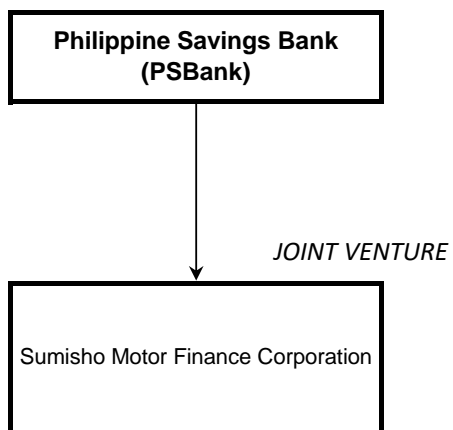 Philippine Savings Bank
(PSBank)
JOINT VENTURE
Sumisho Motor Finance Corporation